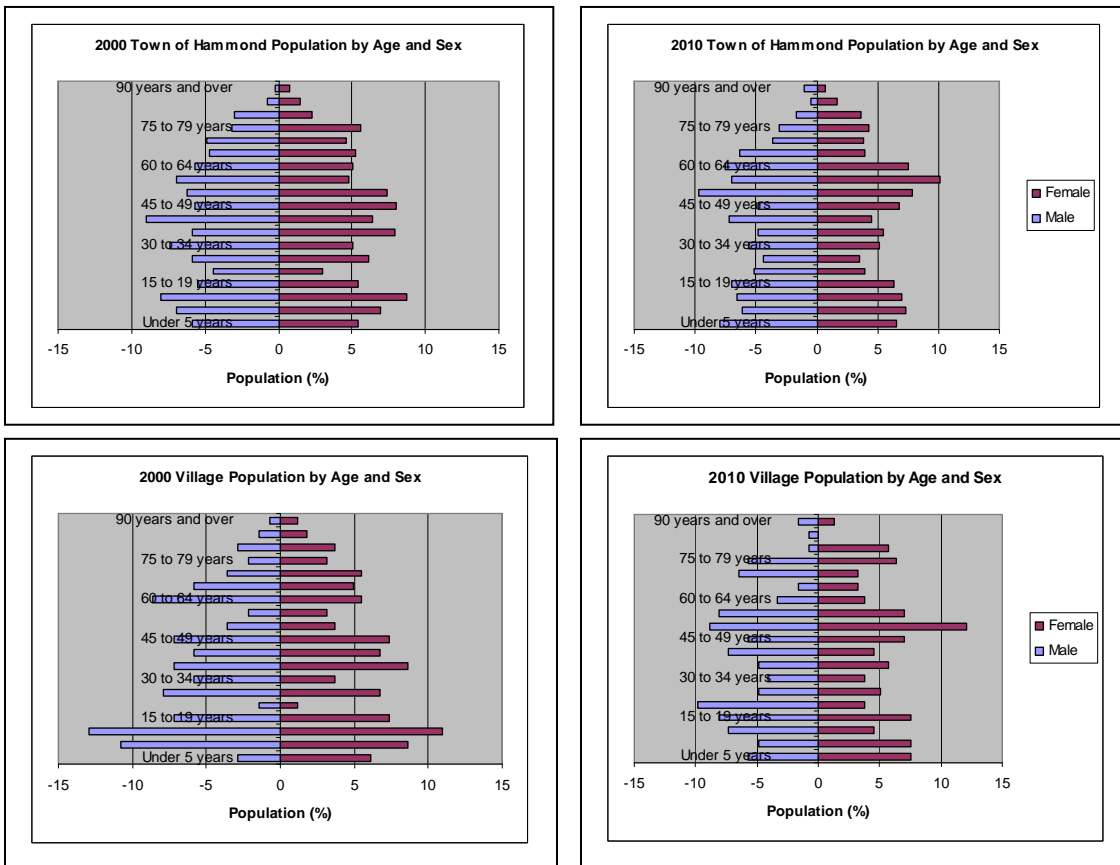 2000 Town of Hammond Population by Age and Sex
90 years and over
75 to 79 years
60 to 64 years
45 to 49 years
30 to 34 years
15 to 19 years
Under 5 years
-15 -10 -5 0 5 10 15
Population (%)
2010 Town of Hammond Population by Age and Sex
90 years and over
75 to 79 years
60 to 64 years
45 to 49 years
30 to 34 years
15 to 19 years
Under 5 years
-15 -10 -5 0 5 10 15
Population (%)
Female
Male
2000 Village Population by Age and Sex
90 years and over
75 to 79 years
60 to 64 years
45 to 49 years
30 to 34 years
15 to 19 years
Under 5 years
-15 -10 -5 0 5 10 15
Population (%)
2010 Village Population by Age and Sex
90 years and over
75 to 79 years
60 to 64 years
45 to 49 years
30 to 34 years
15 to 19 years
Under 5 years
-15 -10 -5 0 5 10 15
Population (%)
Female
Male